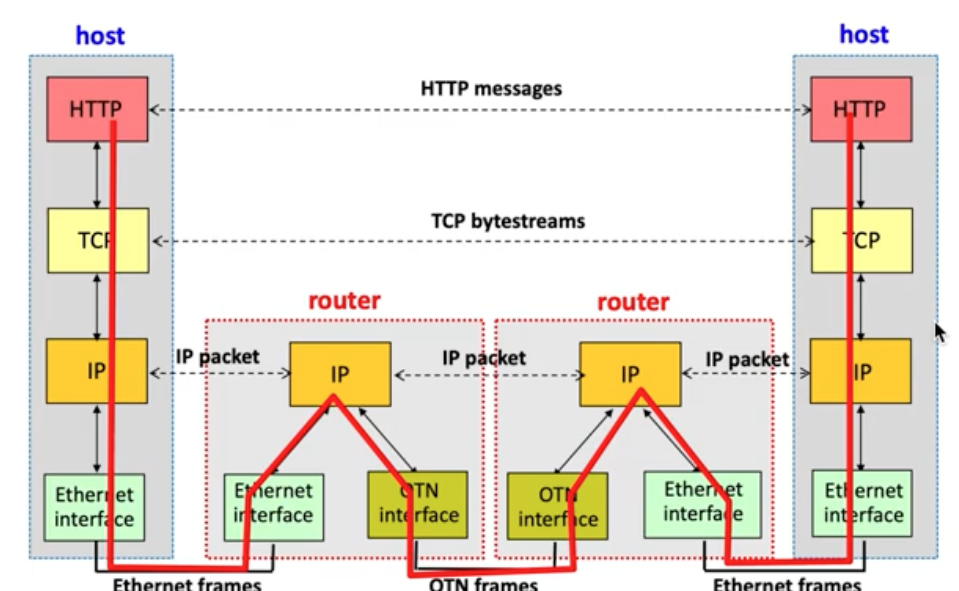 host
host
HTTP
HTTP messages
HTTP
TCP
TCP bytestreams
TCP
router
router
IP
IP packet
IP
IP packet
IP
IP packet
IP
Ethernet
interface
Ethernet
interface
OTN
interface
OTN
interface
Ethernet
interface
Ethernet
interface
Ethernet frames
OTN frames
Ethernet frames